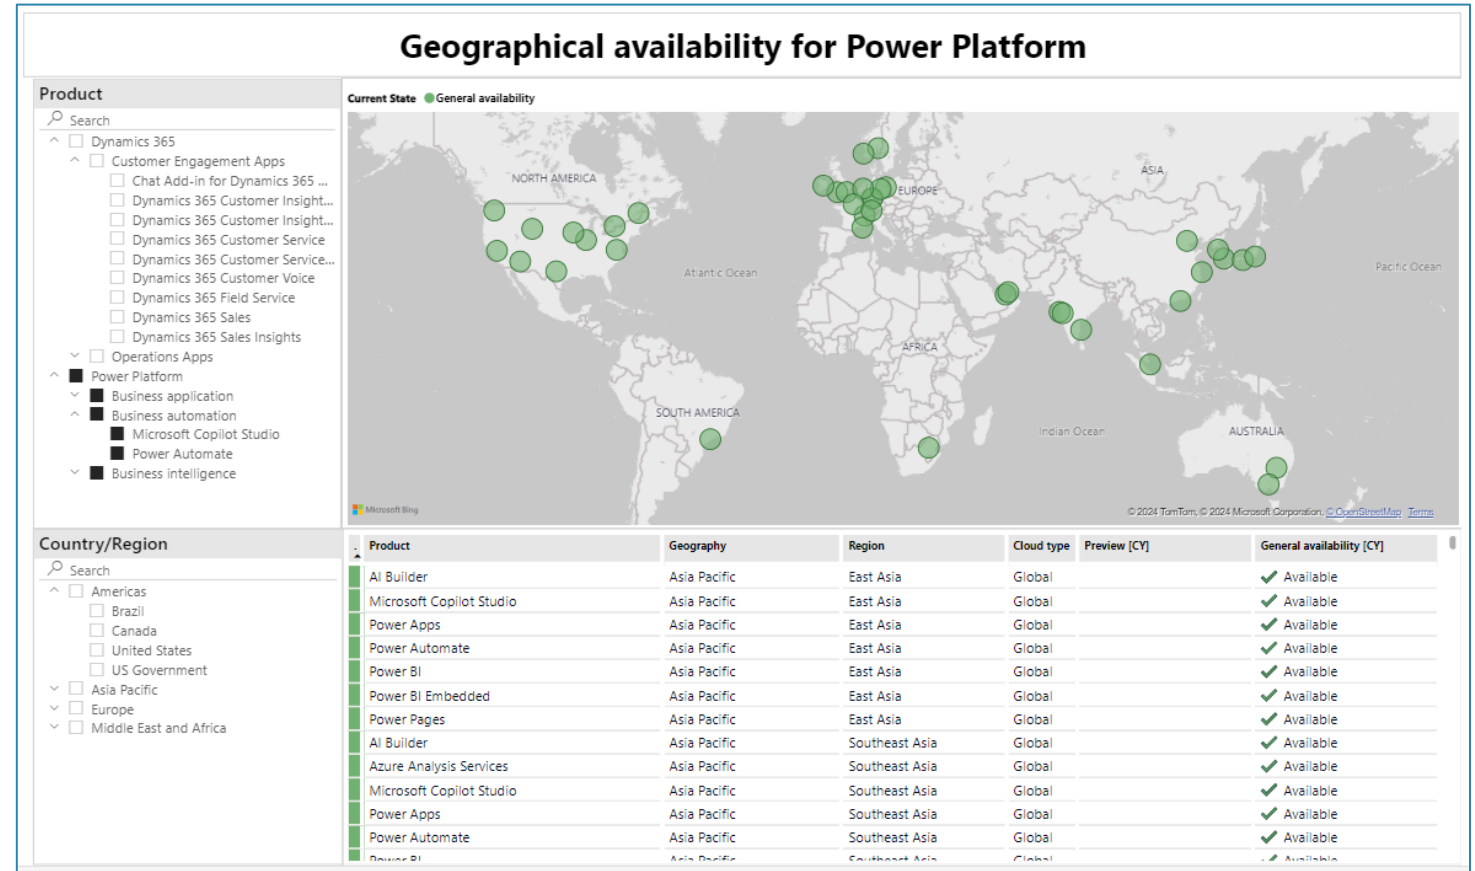 Geographical availability for Power Platform
Product
Search
Dynamics 365
Customer Engagement Apps
Chat Add-in for Dynamics 365 ...
Dynamics 365 Customer Insight...
Dynamics 365 Customer Insight...
Dynamics 365 Customer Service
Dynamics 365 Customer Service...
Dynamics 365 Customer Voice
Dynamics 365 Field Service
Dynamics 365 Sales
Dynamics 365 Sales Insights
Operations Apps
Power Platform
Business application
Business automation
Microsoft Copilot Studio
Power Automate
Business intelligence
Current State General availability
NORTH AMERICA
EUROPE
ASIA
Atlantic Ocean
Pacific Ocean
AFRICA
SOUTH AMERICA
Indian Ocean
AUSTRALIA
Microsoft Bing
© 2024 TomTom, © 2024 Microsoft Corporation, © OpenStreetMap Terms
Country/Region
Search
Americas
Brazil
Canada
United States
US Government
Asia Pacific
Europe
Middle East and Africa
. Product Geography Region Cloud type Preview [CY] General availability [CY]
AI Builder Asia Pacific East Asia Global Available
Microsoft Copilot Studio Asia Pacific East Asia Global Available
Power Apps Asia Pacific East Asia Global Available
Power Automate Asia Pacific East Asia Global Available
Power BI Asia Pacific East Asia Global Available
Power BI Embedded Asia Pacific East Asia Global Available
Power Pages Asia Pacific East Asia Global Available
AI Builder Asia Pacific Southeast Asia Global Available
Azure Analysis Services Asia Pacific Southeast Asia Global Available
Microsoft Copilot Studio Asia Pacific Southeast Asia Global Available
Power Apps Asia Pacific Southeast Asia Global Available
Power Automate Asia Pacific Southeast Asia Global Available
Power BI Asia Pacific Southeast Asia Global Available